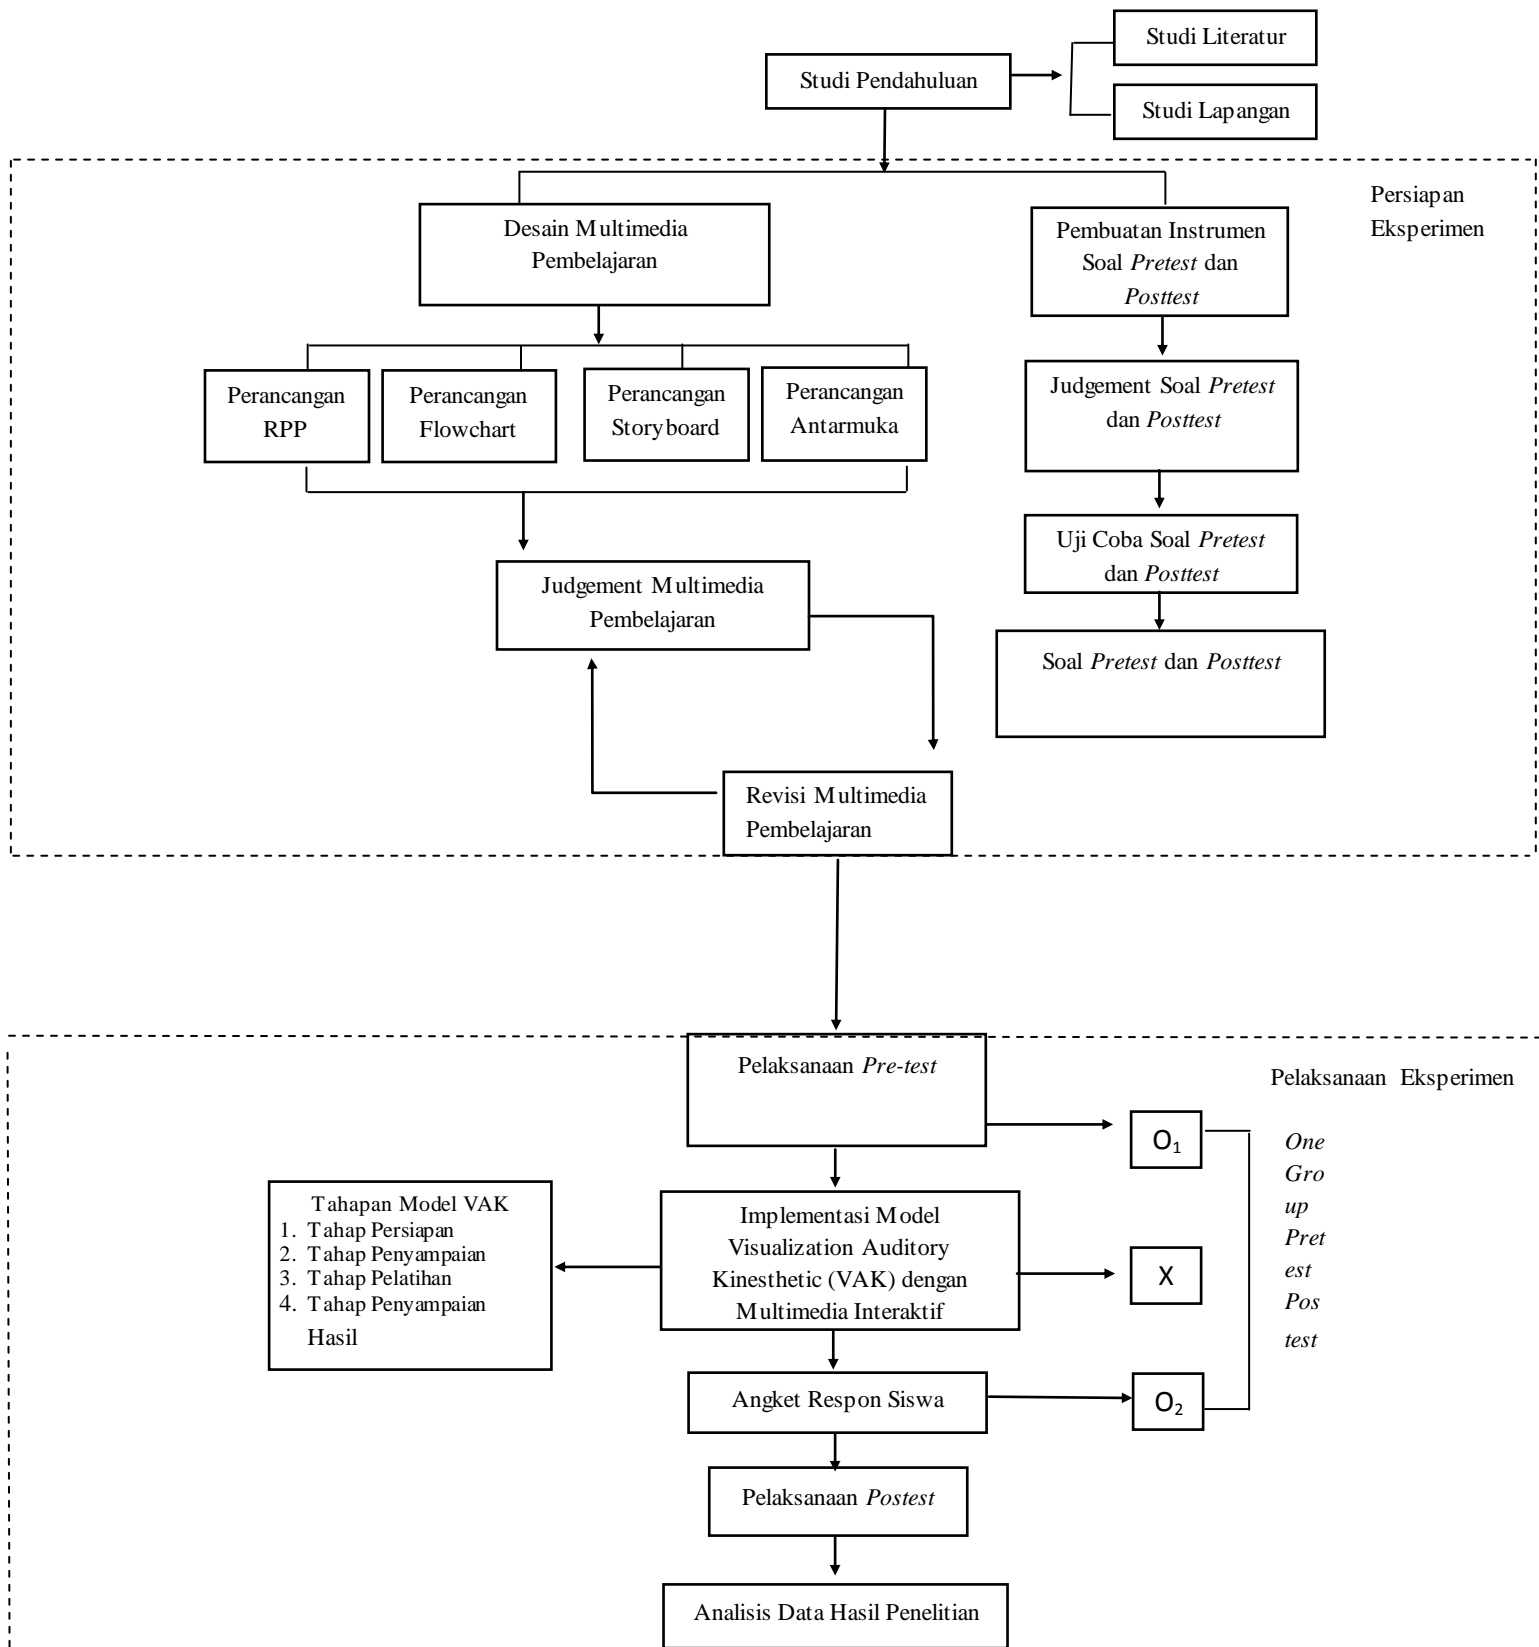 Studi Literatur
Studi Pendahuluan
Studi Lapangan
Persiapan
Eksperimen
Desain Multimedia
Pembelajaran
Pembuatan Instrumen
Soal Pretest dan
Posttest
Perancangan
RPP
Perancangan
Flowchart
Perancangan
Storyboard
Perancangan
Antarmuka
Judgement Soal Pretest
dan Posttest
Uji Coba Soal Pretest
dan Posttest
Judgement Multimedia
Pembelajaran
Soal Pretest dan Posttest
Revisi Multimedia
Pembelajaran
Pelaksanaan Pre-test
Pelaksanaan Eksperimen
O₁
One
Gro
up
Pret
est
Pos
test
Tahapan Model VAK
1. Tahap Persiapan
2. Tahap Penyampaian
3. Tahap Pelatihan
4. Tahap Penyampaian
Hasil
Implementasi Model
Visualization Auditory
Kinesthetic (VAK) dengan
Multimedia Interaktif
X
Angket Respon Siswa
O₂
Pelaksanaan Postest
Analisis Data Hasil Penelitian